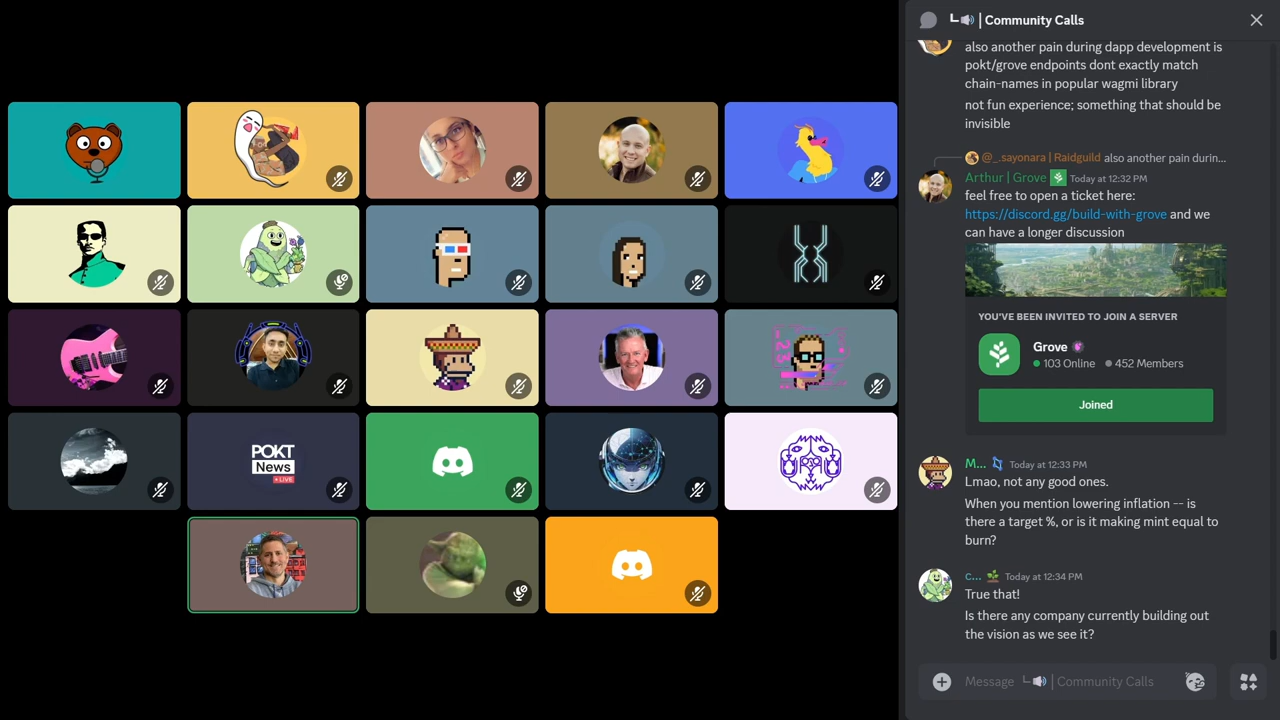 Community Calls
also another pain during dapp development is
pokt/grove endpoints dont exactly match
chain-names in popular wagmi library
not fun experience; something that should be
invisible
@_.sayonara | Raidguild also another pain durin...
Arthur | Grove Today at 12:32 PM
feel free to open a ticket here:
https://discord.gg/build-with-grove and we
can have a longer discussion
YOU'VE BEEN INVITED TO JOIN A SERVER
Grove
103 Online 452 Members
Joined
M... Today at 12:33 PM
Lmao, not any good ones.
When you mention lowering inflation -- is
there a target %, or is it making mint equal to
burn?
c... Today at 12:34 PM
True that!
Is there any company currently building out
the vision as we see it?
Message Community Calls
POKT
News
LIVE